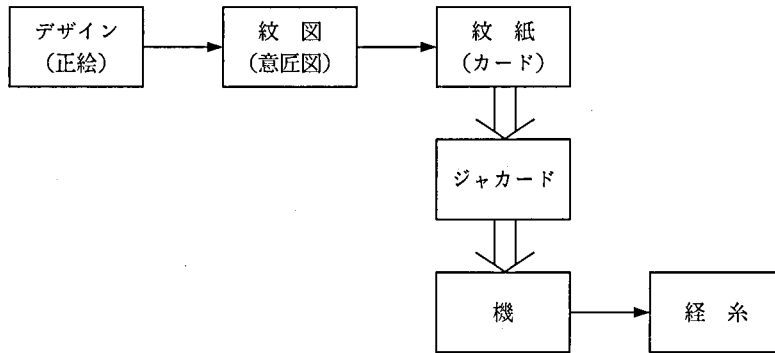 デザイン
(正絵)
紋 図
(意匠図)
紋 紙
(カード)
ジャカード
機
経 糸